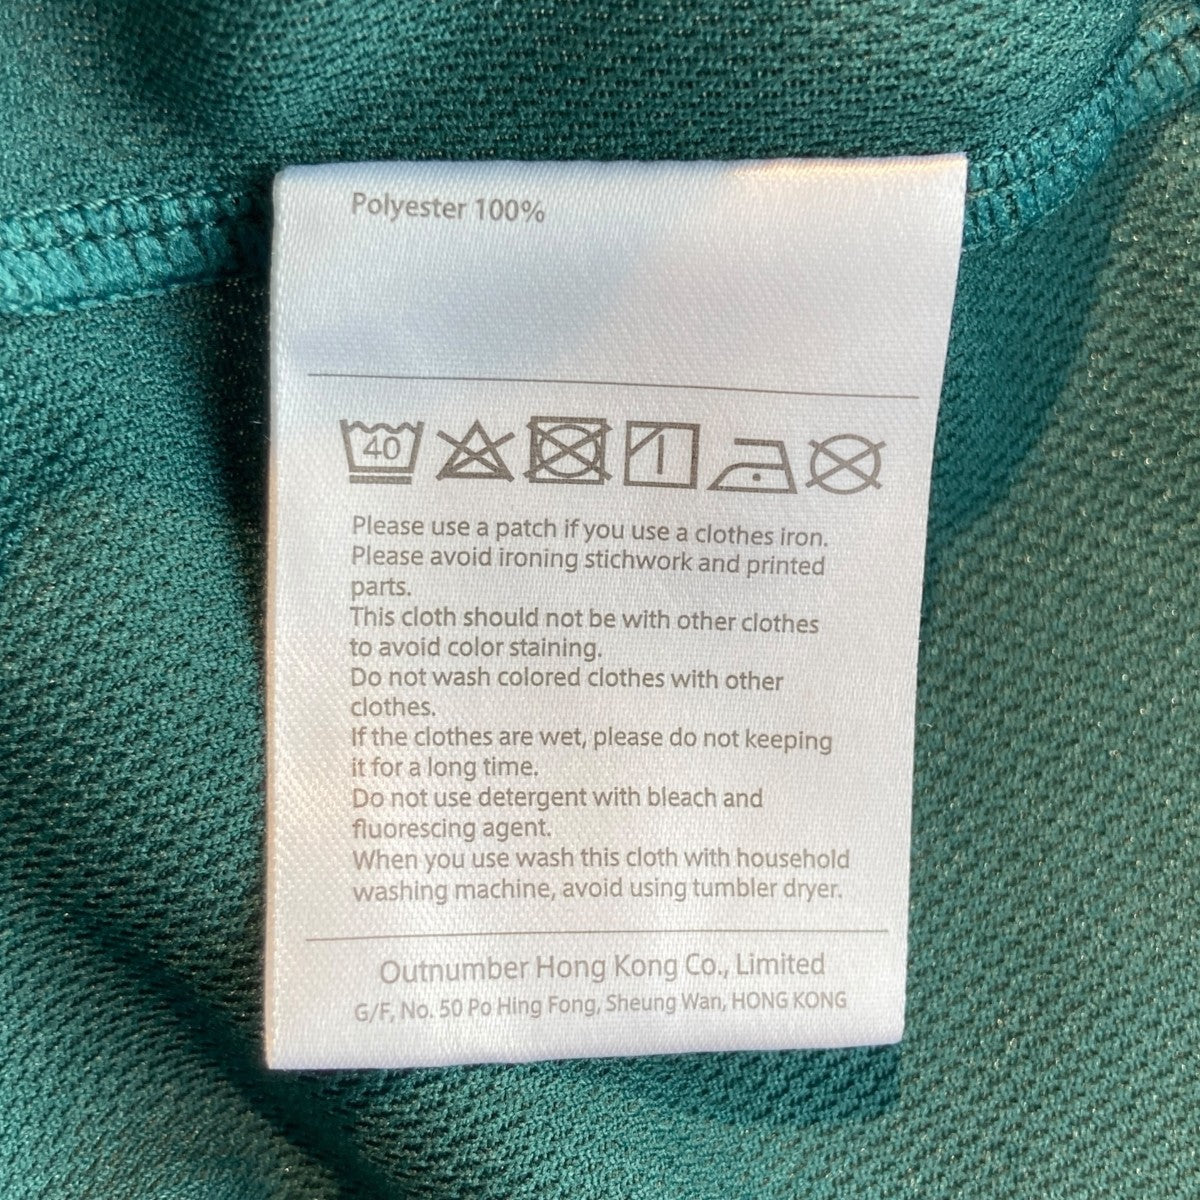 Polyester 100%
40
Please use a patch if you use a clothes iron.
Please avoid ironing stichwork and printed
parts.
This cloth should not be with other clothes
to avoid color staining.
Do not wash colored clothes with other
clothes.
If the clothes are wet, please do not keeping
it for a long time.
Do not use detergent with bleach and
fluorescing agent.
When you use wash this cloth with household
washing machine, avoid using tumbler dryer.
Outnumber Hong Kong Co., Limited
G/F, No. 50 Po Hing Fong, Sheung Wan, HONG KONG